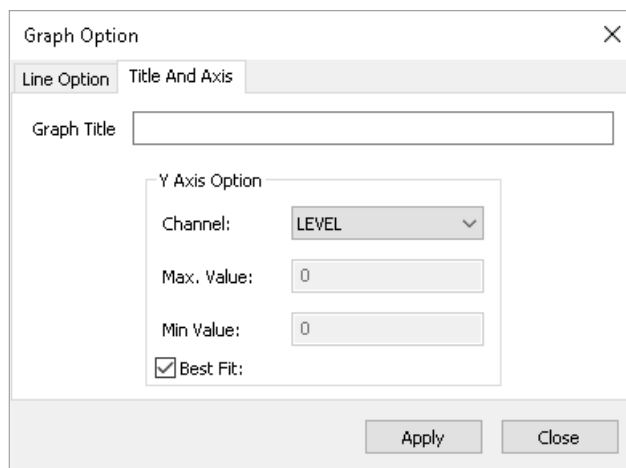 Graph Option
Line Option Title And Axis
Graph Title
Y Axis Option
Channel: LEVEL
Max. Value: 0
Min Value: 0
Best Fit:
Apply Close